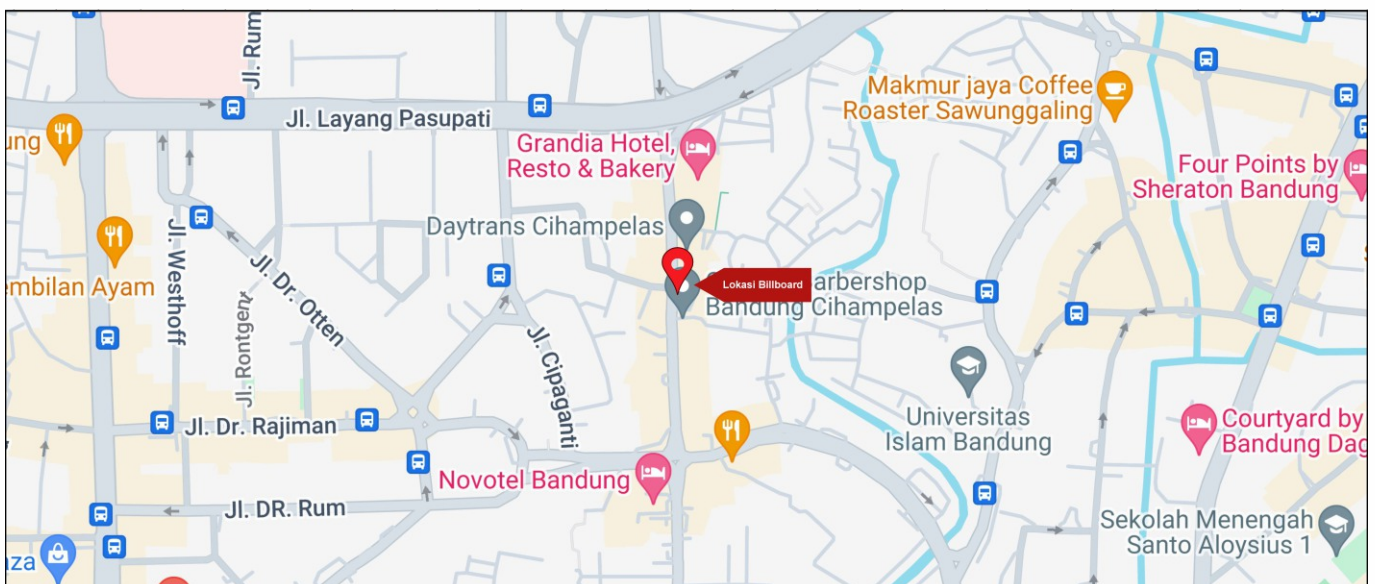 Jl. Rum
Makmur jaya Coffee
Roaster Sawunggaling
Jl. Layang Pasupati
ung
Grandia Hotel,
Resto & Bakery
Four Points by
Sheraton Bandung
Daytrans Cihampelas
Jl. Westhoff
Jl. Dr. Otten
embilan Ayam
Lokasi Billboard
arbershop
Bandung Cihampelas
Jl. Rontgen
Jl. Cipaganti
Universitas
Islam Bandung
Courtyard by
Bandung Dag
Jl. Dr. Rajiman
Novotel Bandung
Jl. DR. Rum
Sekolah Menengah
Santo Aloysius 1
aza